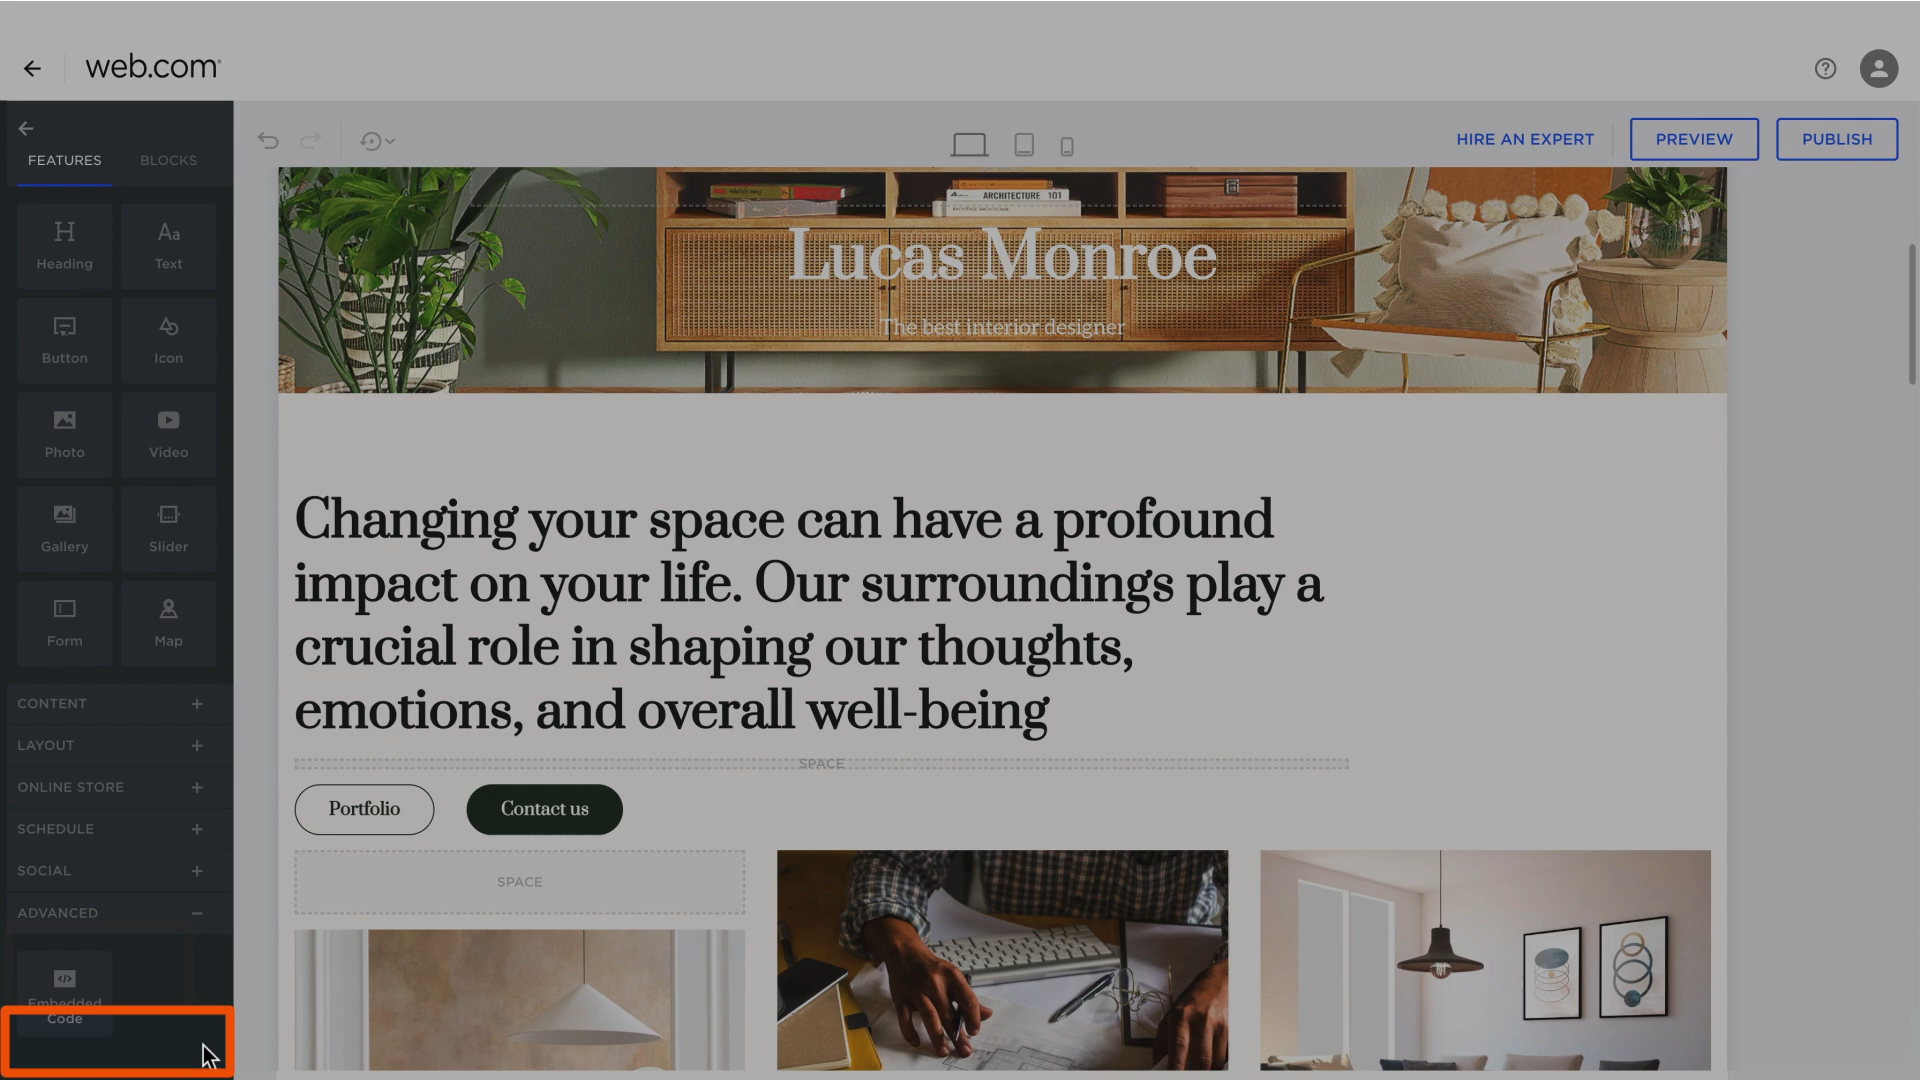 web.com
FEATURES BLOCKS
HIRE AN EXPERT PREVIEW PUBLISH
Heading Text
Button Icon
Photo Video
Gallery Slider
Form Map
CONTENT
LAYOUT
ONLINE STORE
SCHEDULE
SOCIAL
ADVANCED
Embedded
Code
ARCHITECTURE 101
Lucas Monroe
The best interior designer
Changing your space can have a profound
impact on your life. Our surroundings play a
crucial role in shaping our thoughts,
emotions, and overall well-being
SPACE
Portfolio Contact us
SPACE